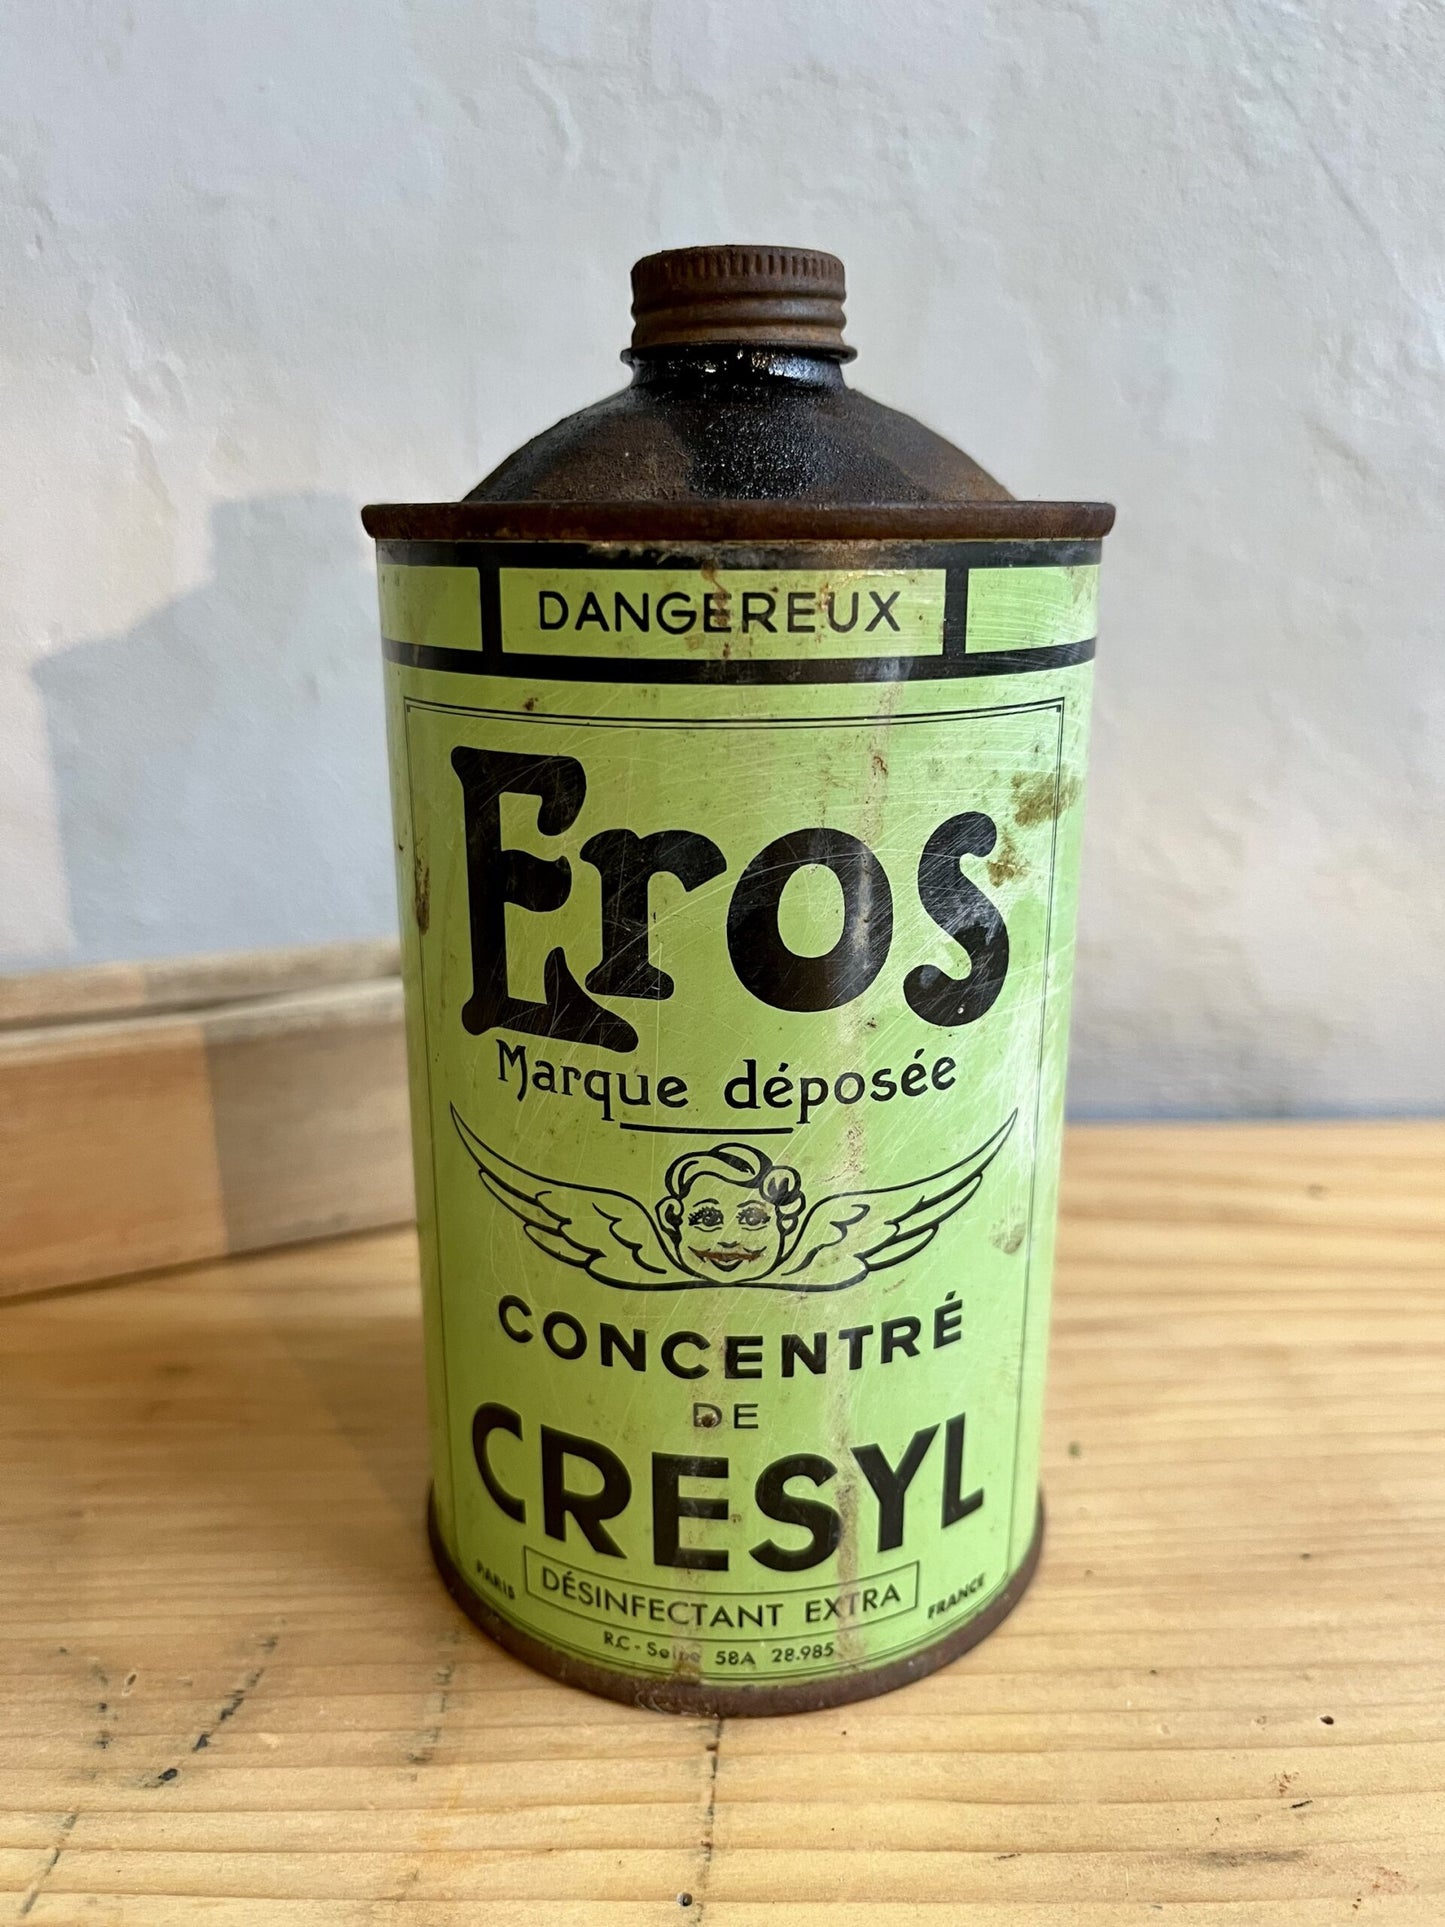 DANGEREUX
Eros
Marque déposée
CONCENTRÉ
DE
CRESYL
PARIS DÉSINFECTANT EXTRA FRANCE
R.C - Seine 58A 28.985